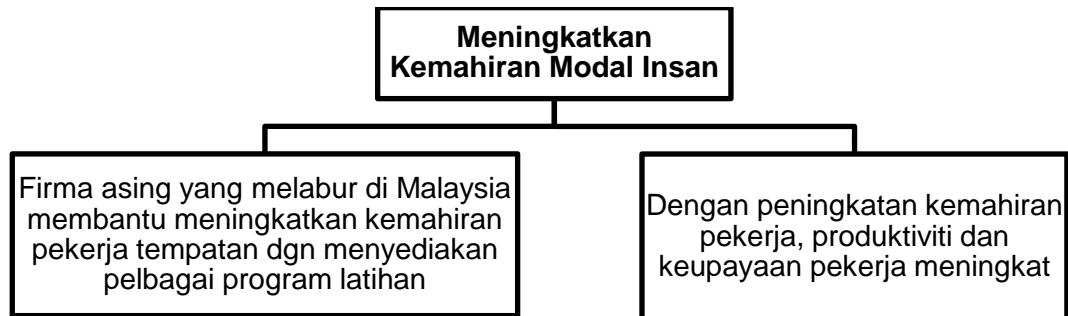 Meningkatkan
Kemahiran Modal Insan
Firma asing yang melabur di Malaysia
membantu meningkatkan kemahiran
pekerja tempatan dgn menyediakan
pelbagai program latihan
Dengan peningkatan kemahiran
pekerja, produktiviti dan
keupayaan pekerja meningkat